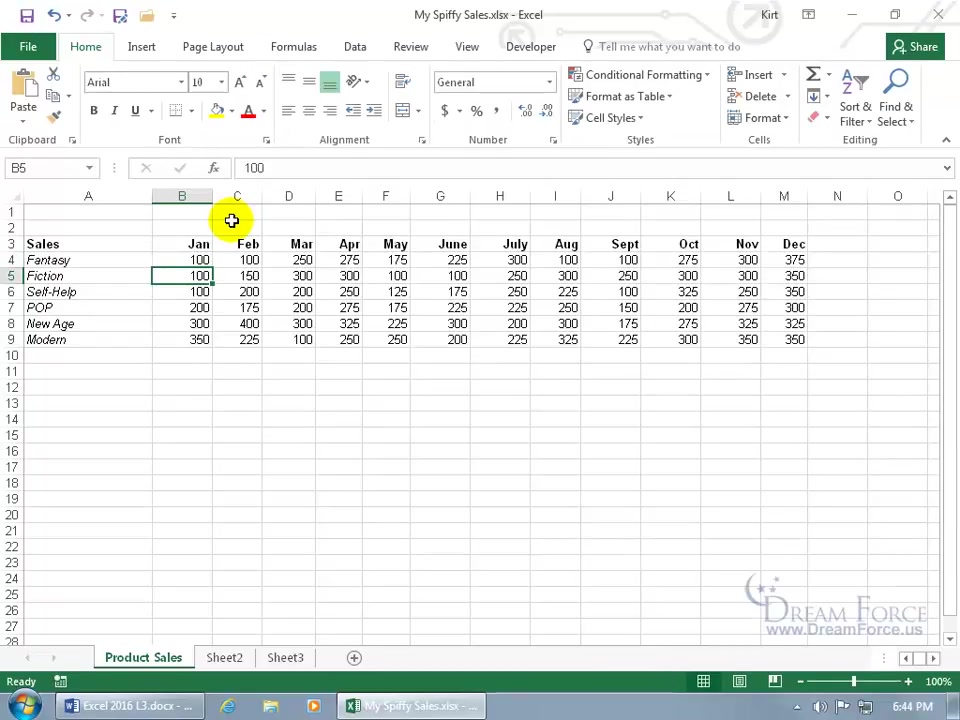 My Spiffy Sales.xlsx - Excel
Kirt
File Home Insert Page Layout Formulas Data Review View Developer Tell me what you want to do Share
Paste
Arial 10
General
Conditional Formatting
Format as Table
Cell Styles
Insert
Delete
Format
Sort & Filter
Find & Select
B I U
$ % ,
Clipboard Font Alignment Number Styles Cells Editing
B5 fx 100
A B C D E F G H I J K L M N O
1
2
3 Sales Jan Feb Mar Apr May June July Aug Sept Oct Nov Dec
4 Fantasy 100 100 250 275 175 225 300 100 100 275 300 375
5 Fiction 100 150 300 300 100 100 250 300 250 300 300 350
6 Self-Help 100 200 200 250 125 175 250 225 100 325 250 350
7 POP 200 175 200 275 175 225 225 250 150 200 275 300
8 New Age 300 400 300 325 225 300 200 300 175 275 325 325
9 Modern 350 225 100 250 250 200 225 325 225 300 350 350
10
11
12
13
14
15
16
17
18
19
20
21
22
23
24
25
26
27
28
DREAM FORCE
www.DreamForce.us
Product Sales Sheet2 Sheet3
Ready 100%
Excel 2016 L3.docx - ... My Spiffy Sales.xlsx - ... 6:44 PM